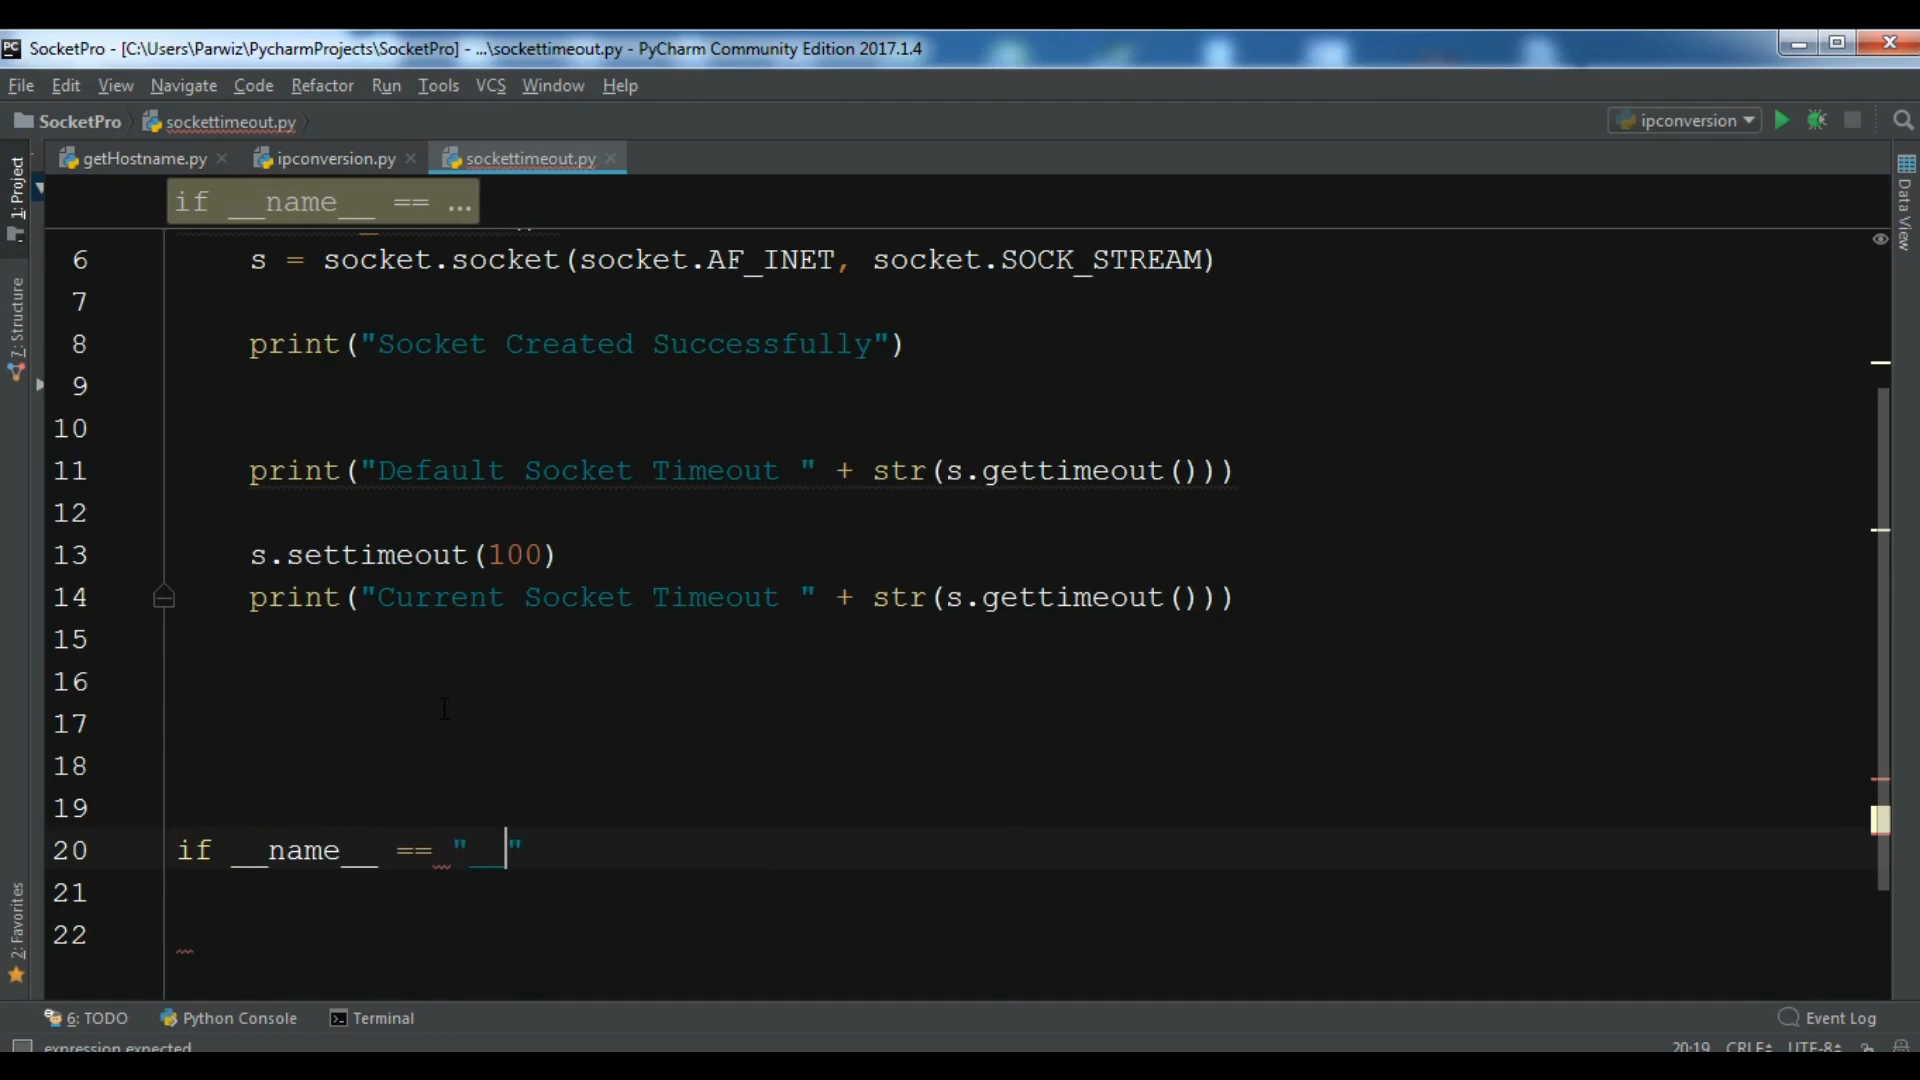 SocketPro - [C:\Users\Parwiz\PycharmProjects\SocketPro] - ...\sockettimeout.py - PyCharm Community Edition 2017.1.4
File Edit View Navigate Code Refactor Run Tools VCS Window Help
SocketPro sockettimeout.py ipconversion
getHostname.py ipconversion.py sockettimeout.py
if __name__ == ...
6 s = socket.socket(socket.AF_INET, socket.SOCK_STREAM)
7
8 print("Socket Created Successfully")
9
10
11 print("Default Socket Timeout " + str(s.gettimeout()))
12
13 s.settimeout(100)
14 print("Current Socket Timeout " + str(s.gettimeout()))
15
16
17
18
19
20 if __name__ == "__"
21
22
1: Project
7: Structure
2: Favorites
Data View
6: TODO Python Console Terminal Event Log
expression expected 20:19 CRLF UTF-8